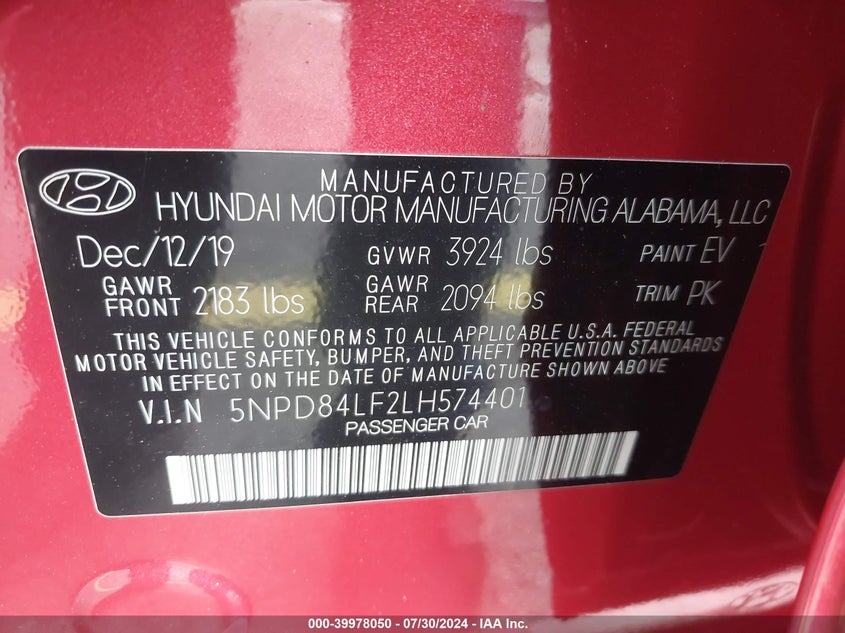 MANUFACTURED BY
HYUNDAI MOTOR MANUFACTURING ALABAMA, LLC
Dec/12/19 GVWR 3924 lbs PAINT EV
GAWR FRONT 2183 lbs GAWR REAR 2094 lbs TRIM PK
THIS VEHICLE CONFORMS TO ALL APPLICABLE U.S.A. FEDERAL
MOTOR VEHICLE SAFETY, BUMPER, AND THEFT PREVENTION STANDARDS
IN EFFECT ON THE DATE OF MANUFACTURE SHOWN ABOVE
V.I.N 5NPD84LF2LH574401
PASSENGER CAR
000-39978050 - 07/30/2024 - IAA Inc.